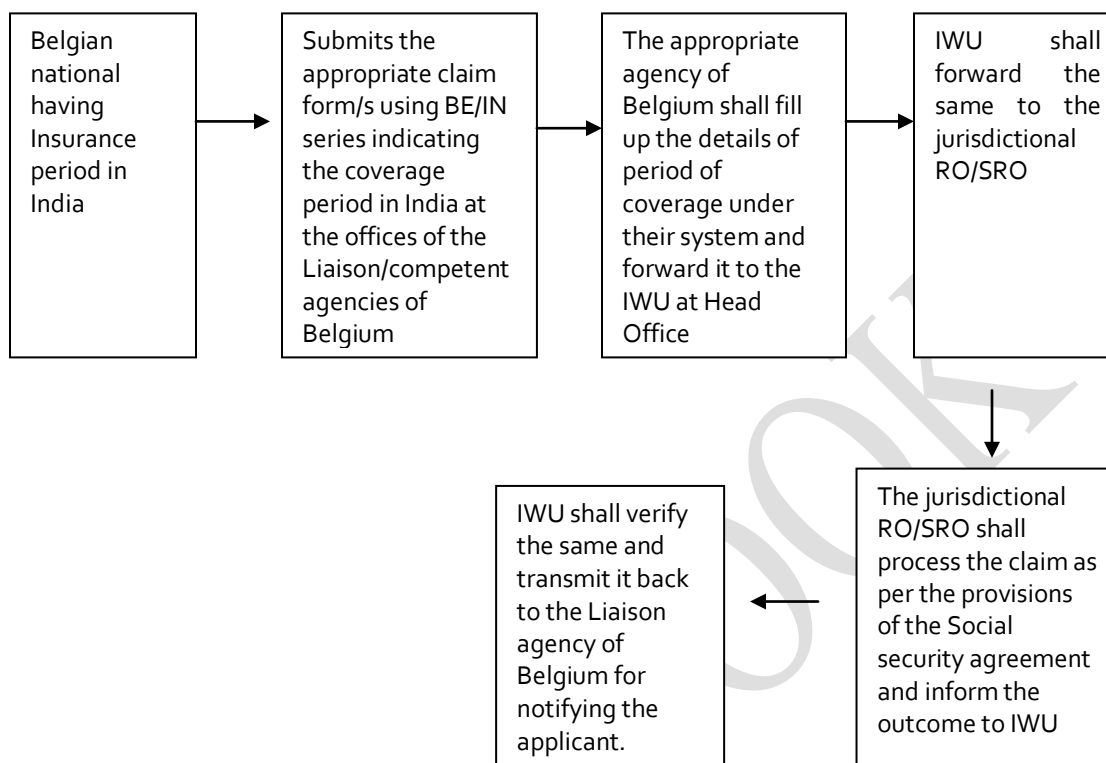 Belgian
national
having
Insurance
period in
India
Submits the
appropriate claim
form/s using BE/IN
series indicating
the coverage
period in India at
the offices of the
Liaison/competent
agencies of
Belgium
The appropriate
agency of
Belgium shall fill
up the details of
period of
coverage under
their system and
forward it to the
IWU at Head
Office
IWU shall
forward the
same to the
jurisdictional
RO/SRO
The jurisdictional
RO/SRO shall
process the claim as
per the provisions
of the Social
security agreement
and inform the
outcome to IWU
IWU shall verify
the same and
transmit it back
to the Liaison
agency of
Belgium for
notifying the
applicant.
OOK